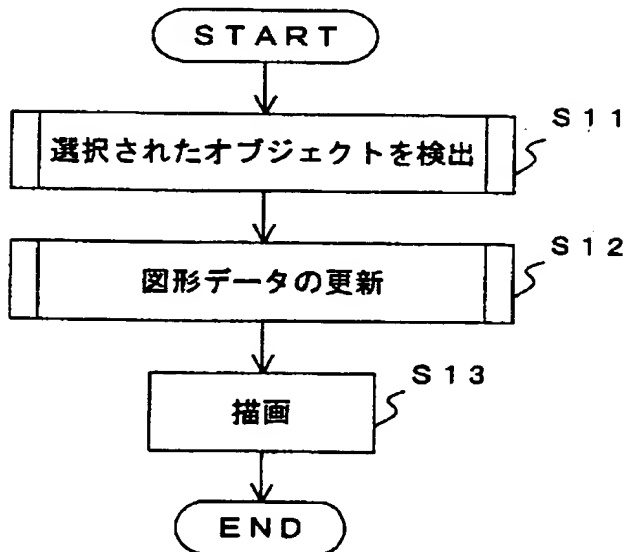 START
選択されたオブジェクトを検出
S11
図形データの更新
S12
描画
S13
END